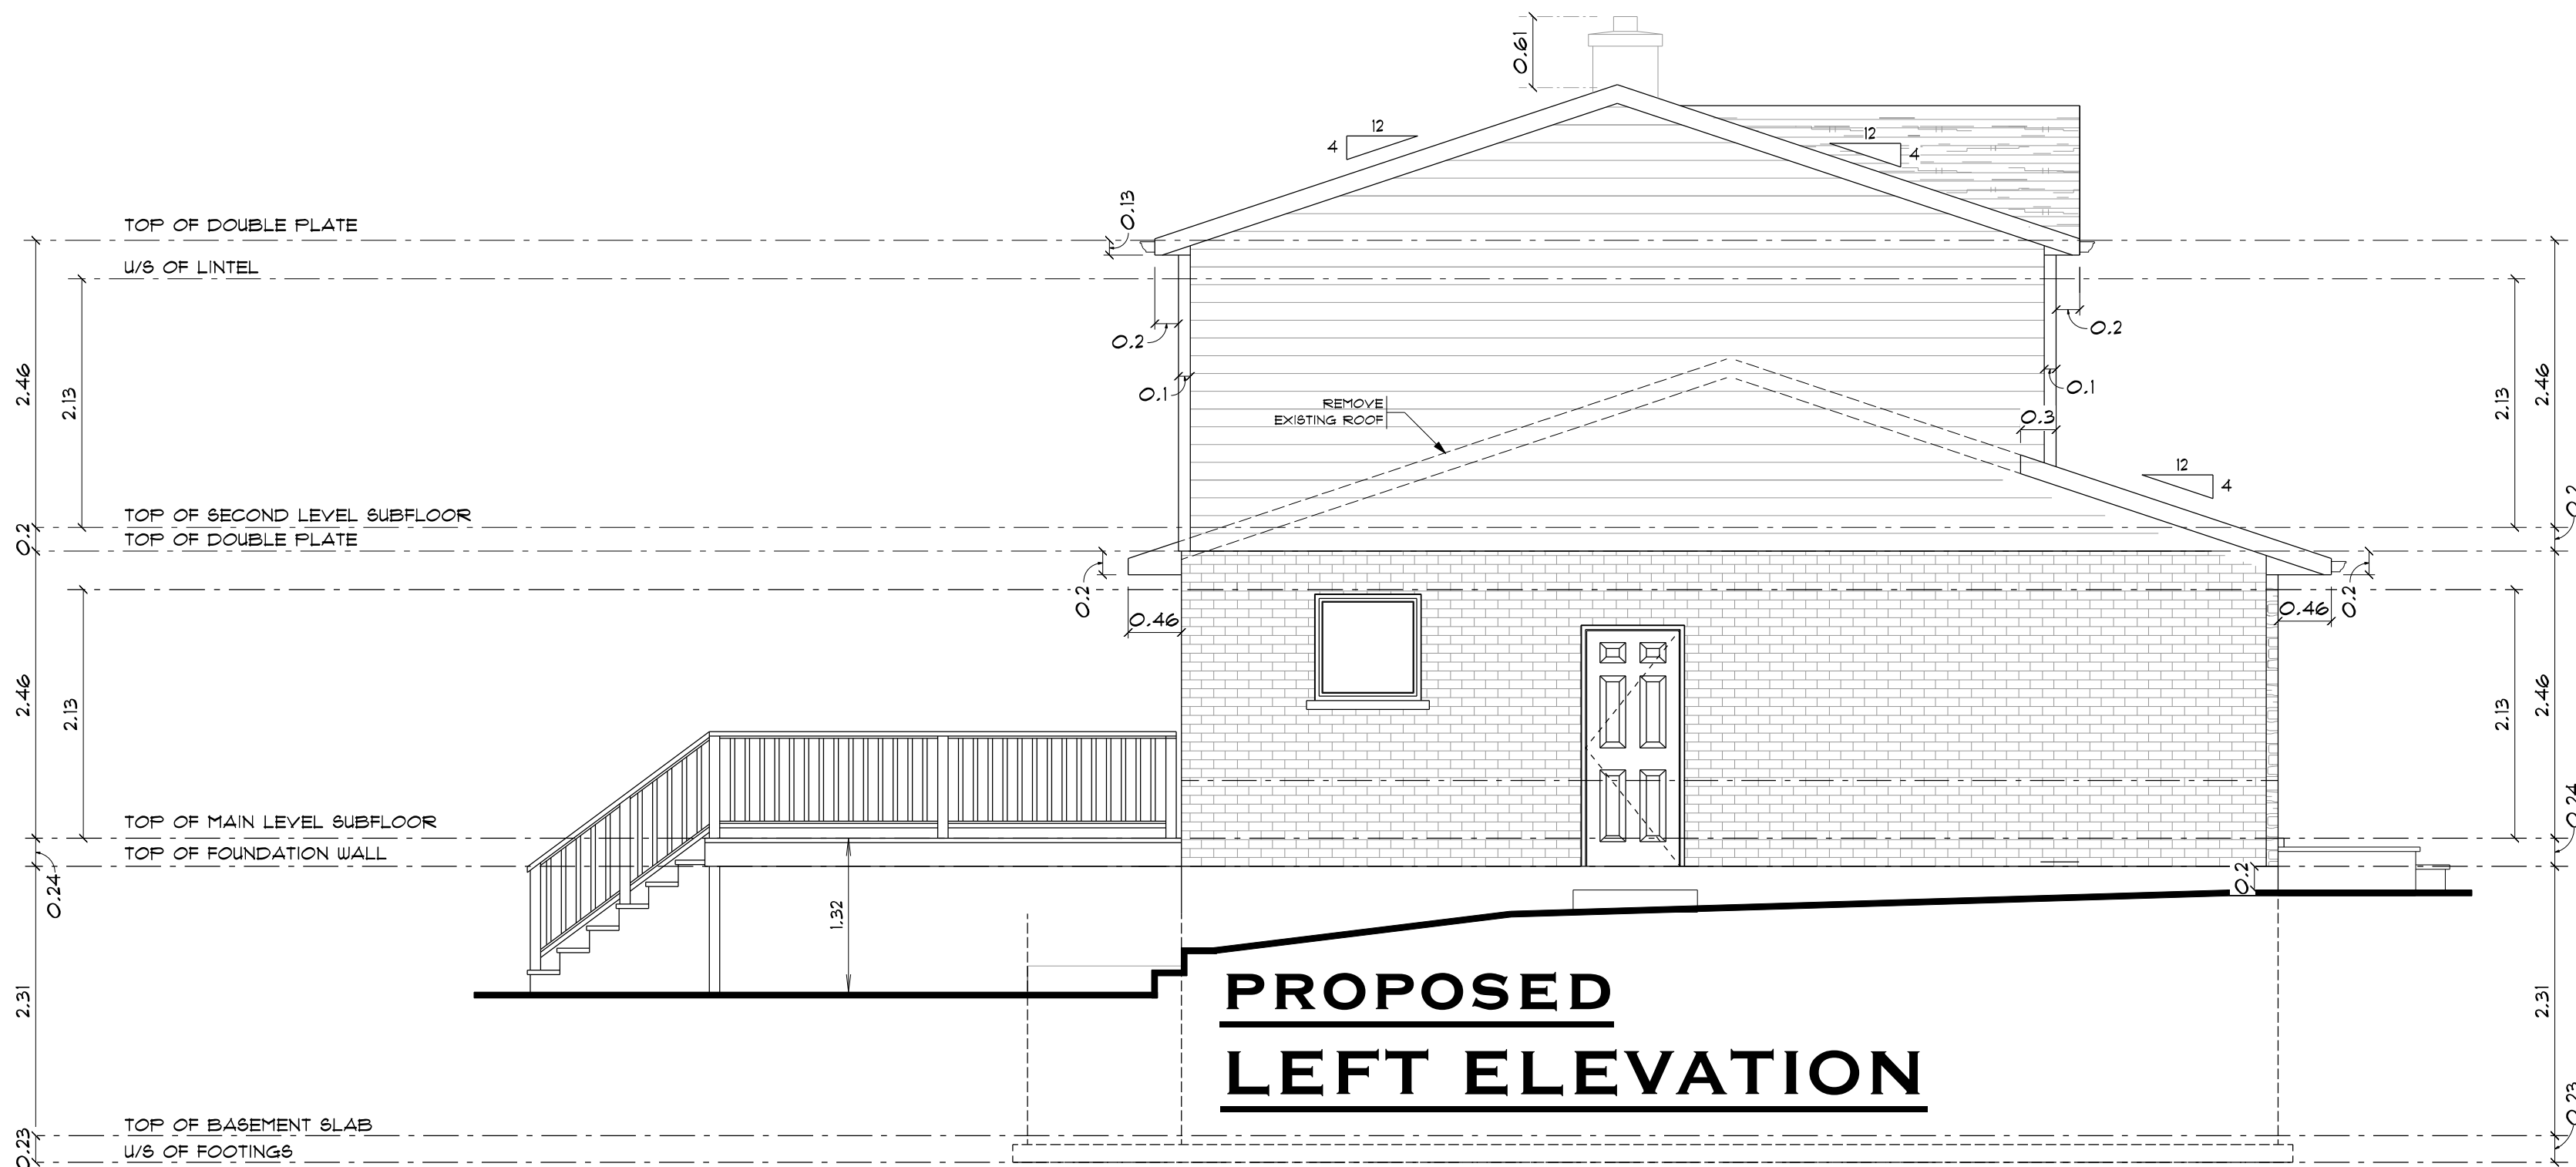 0.61
12
4
12
4
0.13
TOP OF DOUBLE PLATE
U/S OF LINTEL
0.2
0.2
2.46
2.13
0.1
0.1
2.13
2.46
REMOVE
EXISTING ROOF
0.3
12
4
TOP OF SECOND LEVEL SUBFLOOR
0.2
0.2
TOP OF DOUBLE PLATE
0.2
0.46
0.46
0.2
2.46
2.13
2.13
2.46
TOP OF MAIN LEVEL SUBFLOOR
0.24
TOP OF FOUNDATION WALL
0.24
0.2
1.32
2.31
2.31
PROPOSED
LEFT ELEVATION
TOP OF BASEMENT SLAB
0.23
0.23
U/S OF FOOTINGS